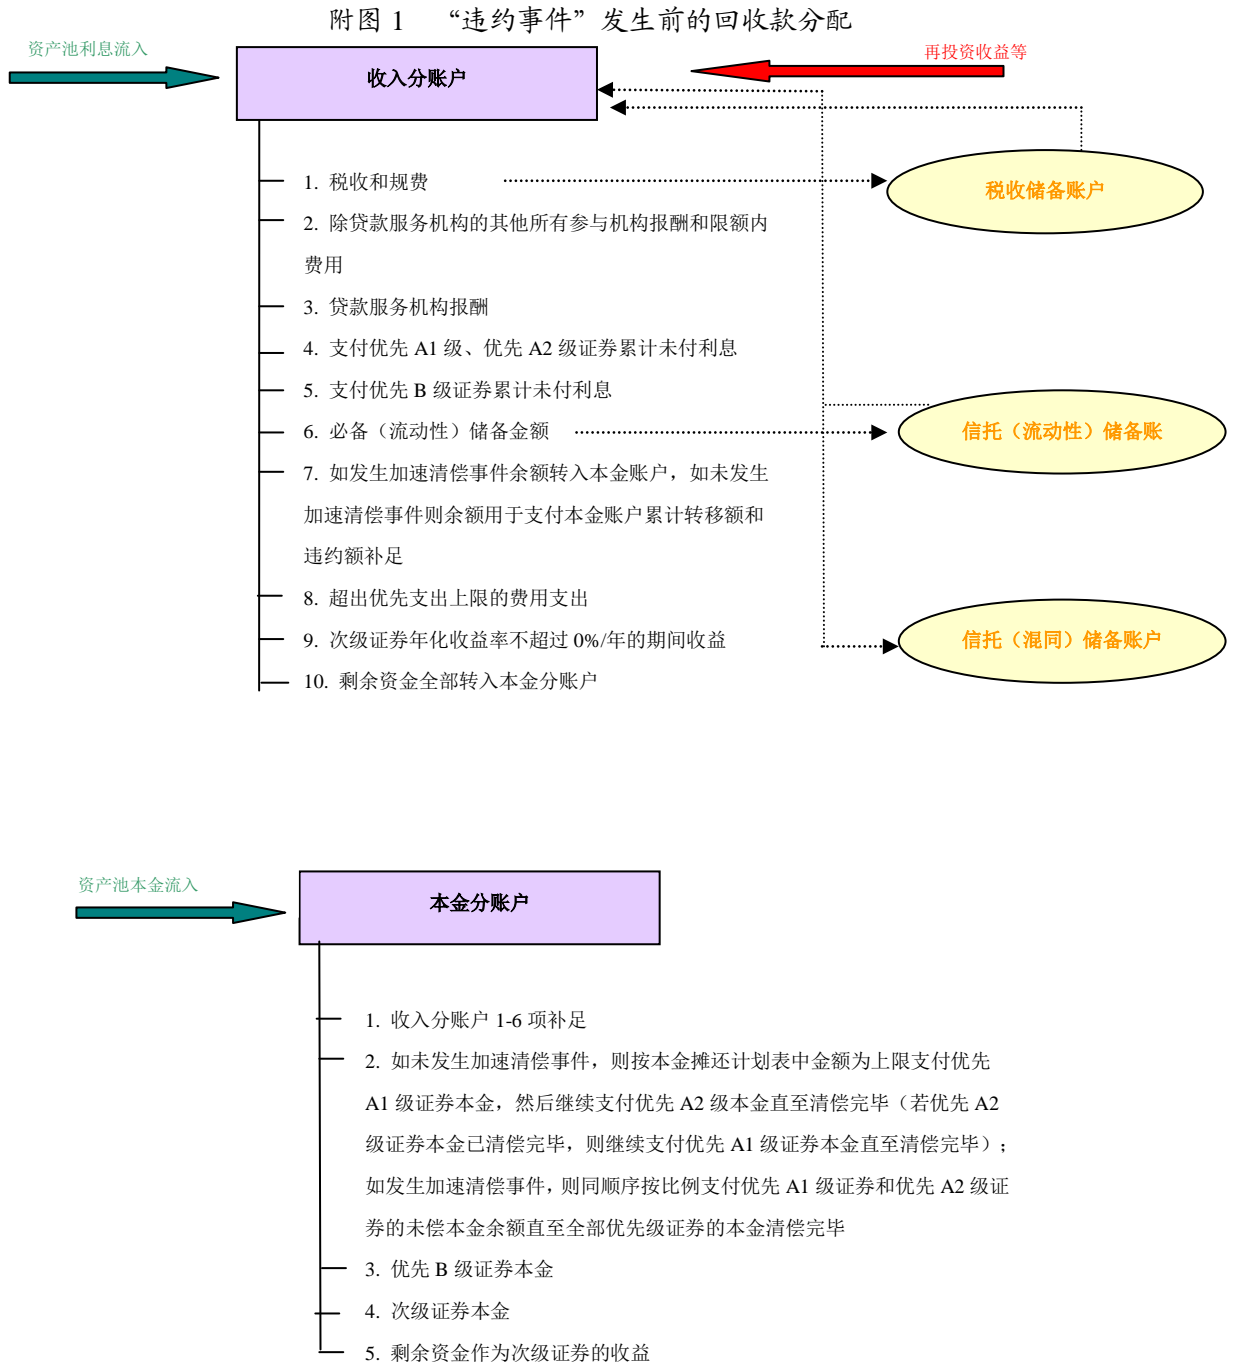 附图 1 “违约事件”发生前的回收款分配
资产池利息流入
再投资收益等
收入分账户
1. 税收和规费
税收储备账户
2. 除贷款服务机构的其他所有参与机构报酬和限额内
费用
3. 贷款服务机构报酬
4. 支付优先 A1 级、优先 A2 级证券累计未付利息
5. 支付优先 B 级证券累计未付利息
6. 必备（流动性）储备金额
信托（流动性）储备账
7. 如发生加速清偿事件余额转入本金账户，如未发生
加速清偿事件则余额用于支付本金账户累计转移额和
违约额补足
8. 超出优先支出上限的费用支出
9. 次级证券年化收益率不超过 0%/年的期间收益
信托（混同）储备账户
10. 剩余资金全部转入本金分账户
资产池本金流入
本金分账户
1. 收入分账户 1-6 项补足
2. 如未发生加速清偿事件，则按本金摊还计划表中金额为上限支付优先
A1 级证券本金，然后继续支付优先 A2 级本金直至清偿完毕（若优先 A2
级证券本金已清偿完毕，则继续支付优先 A1 级证券本金直至清偿完毕）；
如发生加速清偿事件，则同顺序按比例支付优先 A1 级证券和优先 A2 级证
券的未偿本金余额直至全部优先级证券的本金清偿完毕
3. 优先 B 级证券本金
4. 次级证券本金
5. 剩余资金作为次级证券的收益